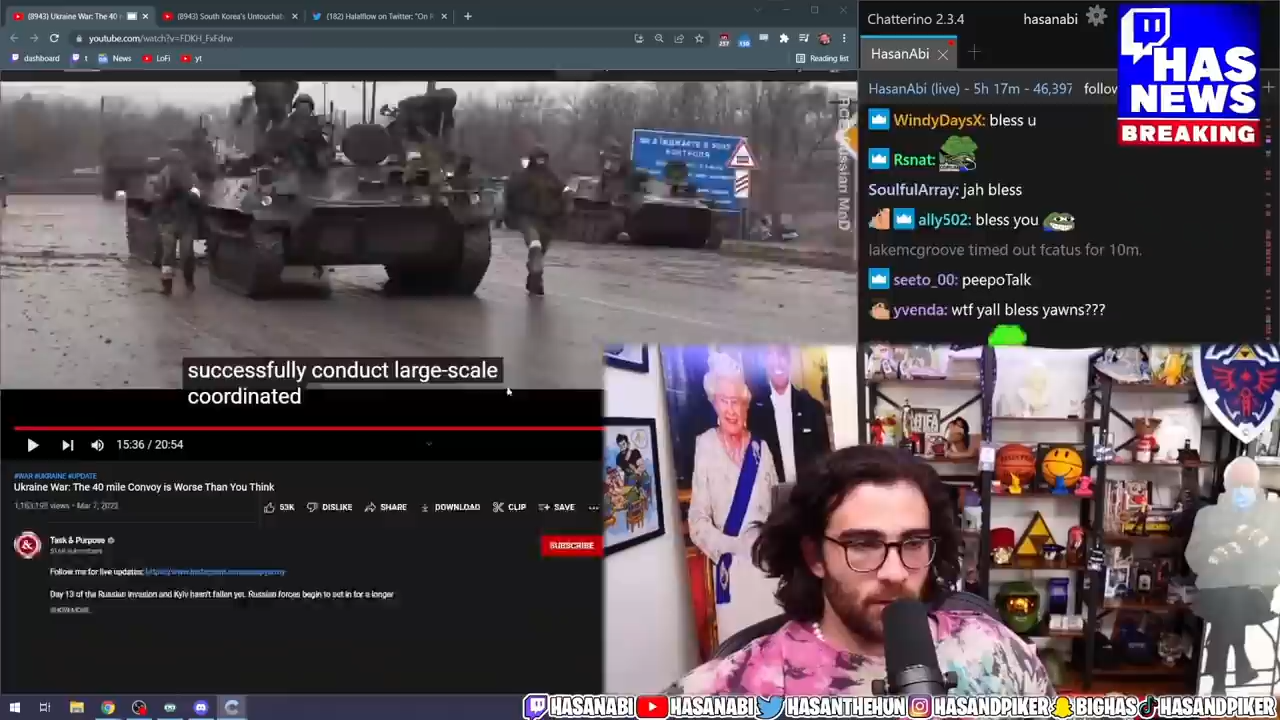 (8943) Ukraine War: The 40
(8943) South Korea's Untouchab
(182) Halalflow on Twitter: "On
youtube.com/watch?v=FDKH_FxFdrw
dashboard
t
News
LoFi
yt
Reading list
successfully conduct large-scale
coordinated
15:36 / 20:54
#WAR #UKRAINE #UPDATE
Ukraine War: The 40 mile Convoy is Worse Than You Think
views • Mar 7, 2022
53K
DISLIKE
SHARE
DOWNLOAD
CLIP
SAVE
Task & Purpose
SUBSCRIBE
Follow me for live updates:
Day 13 of the Russian invasion and Kyiv hasn't fallen yet. Russian forces begin to set in for a longer
SHOW MORE
Chatterino 2.3.4
hasanabi
HasanAbi
HasanAbi (live) - 5h 17m - 46,397
WindyDaysX: bless u
Rsnat:
SoulfulArray: jah bless
ally502: bless you
lakemcgroove timed out fcatus for 10m.
seeto_00: peepoTalk
yvenda: wtf yall bless yawns???
HAS
NEWS
BREAKING
HASANABI
HASANABI
HASANTHEHUN
HASANDPIKER
BIGHAS
HASANDPIKER